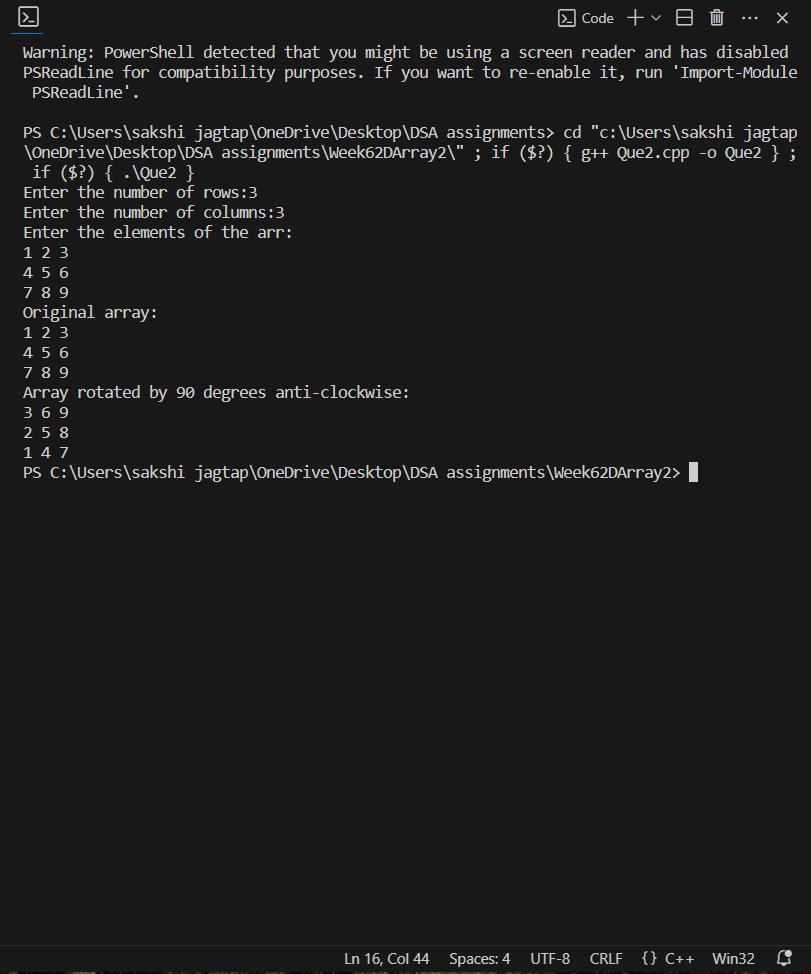 Code
Warning: PowerShell detected that you might be using a screen reader and has disabled
PSReadLine for compatibility purposes. If you want to re-enable it, run 'Import-Module
PSReadLine'.
PS C:\Users\sakshi jagtap\OneDrive\Desktop\DSA assignments> cd "c:\Users\sakshi jagtap
\OneDrive\Desktop\DSA assignments\Week62DArray2\" ; if ($?) { g++ Que2.cpp -o Que2 } ;
if ($?) { .\Que2 }
Enter the number of rows:3
Enter the number of columns:3
Enter the elements of the arr:
1 2 3
4 5 6
7 8 9
Original array:
1 2 3
4 5 6
7 8 9
Array rotated by 90 degrees anti-clockwise:
3 6 9
2 5 8
1 4 7
PS C:\Users\sakshi jagtap\OneDrive\Desktop\DSA assignments\Week62DArray2>
Ln 16, Col 44 Spaces: 4 UTF-8 CRLF {} C++ Win32